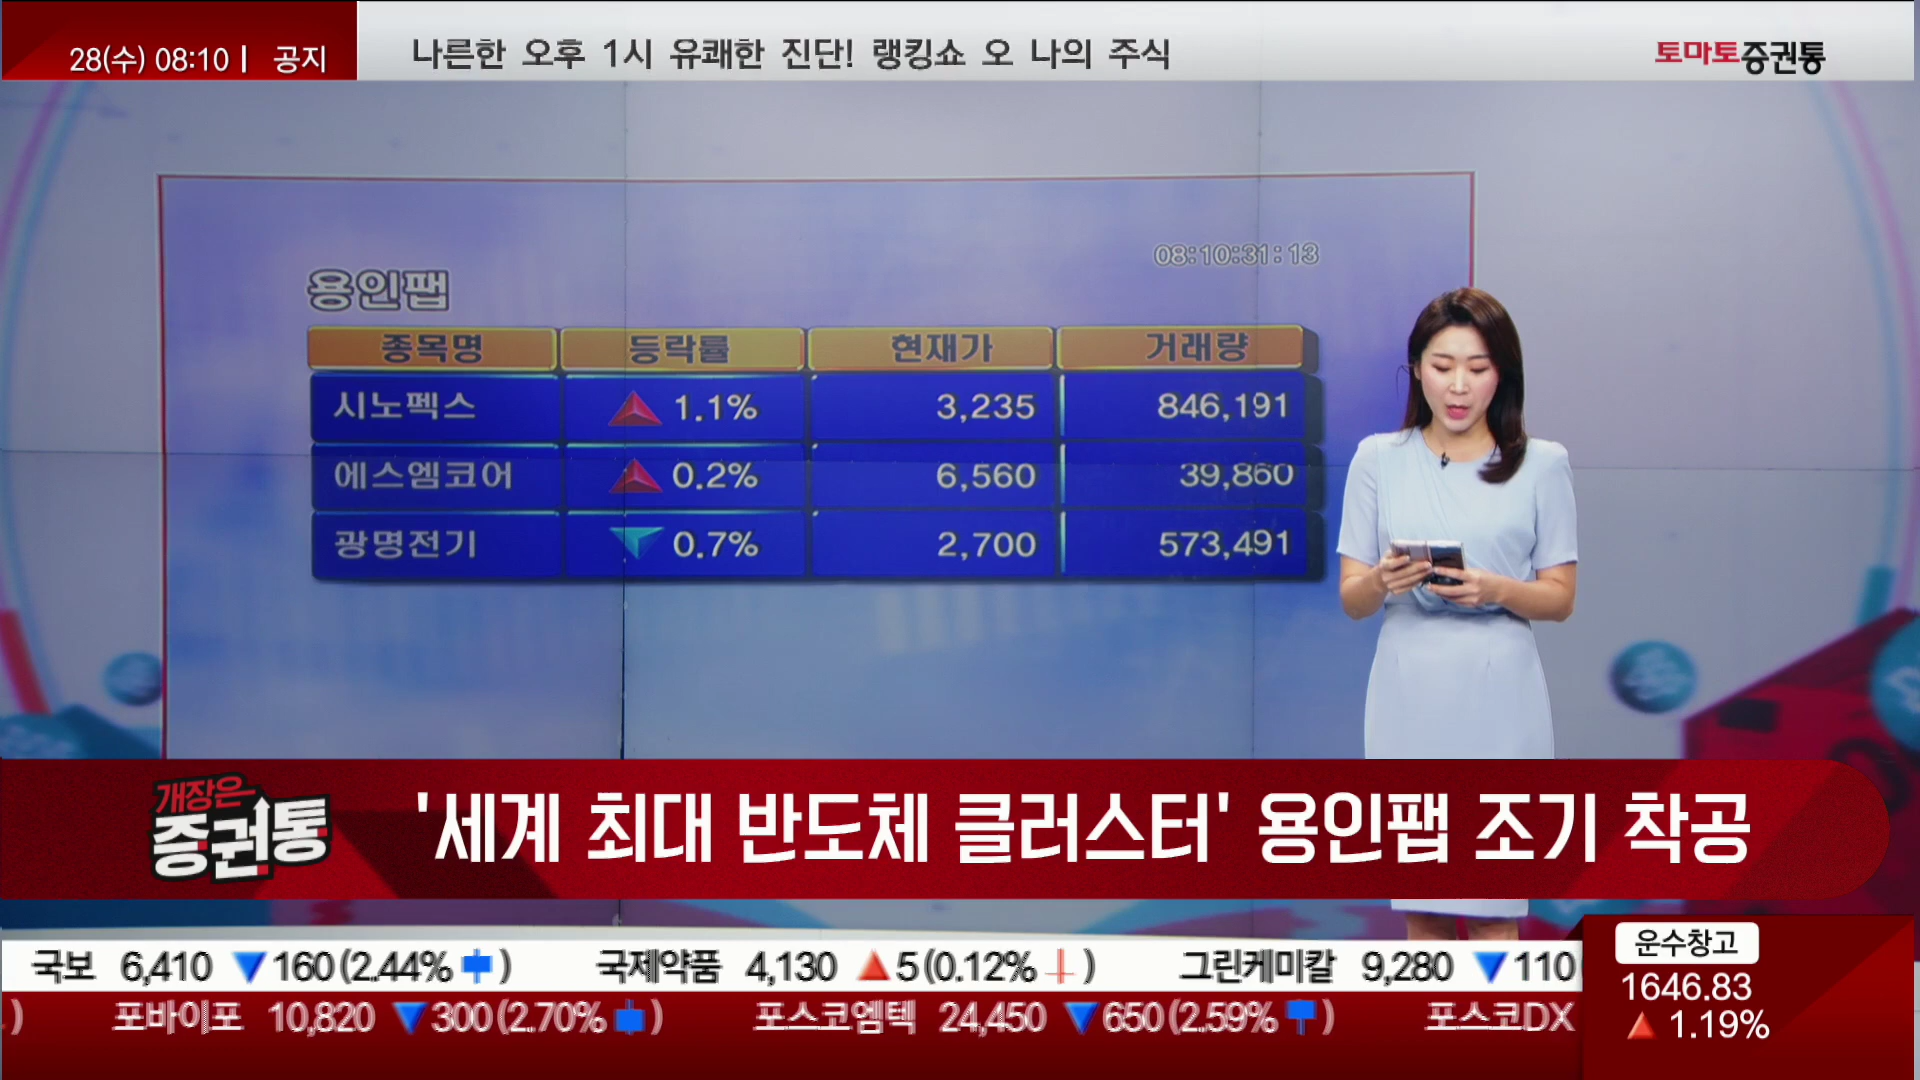 28(수) 08:10 | 공지
나른한 오후 1시 유쾌한 진단! 랭킹쇼 오 나의 주식
토마토증권통
08:10:31:13
용인팹
종목명 등락률 현재가 거래량
시노펙스 ▲ 1.1% 3,235 846,191
에스엠코어 ▲ 0.2% 6,560 39,860
광명전기 ▼ 0.7% 2,700 573,491
개장은
증권통
'세계 최대 반도체 클러스터' 용인팹 조기 착공
국보 6,410 ▼160(2.44% ) 국제약품 4,130 ▲5(0.12% ) 그린케미칼 9,280 ▼110
) 포바이포 10,820 ▼300(2.70% ) 포스코엠텍 24,450 ▼650(2.59% ) 포스코DX
운수창고
1646.83
▲ 1.19%